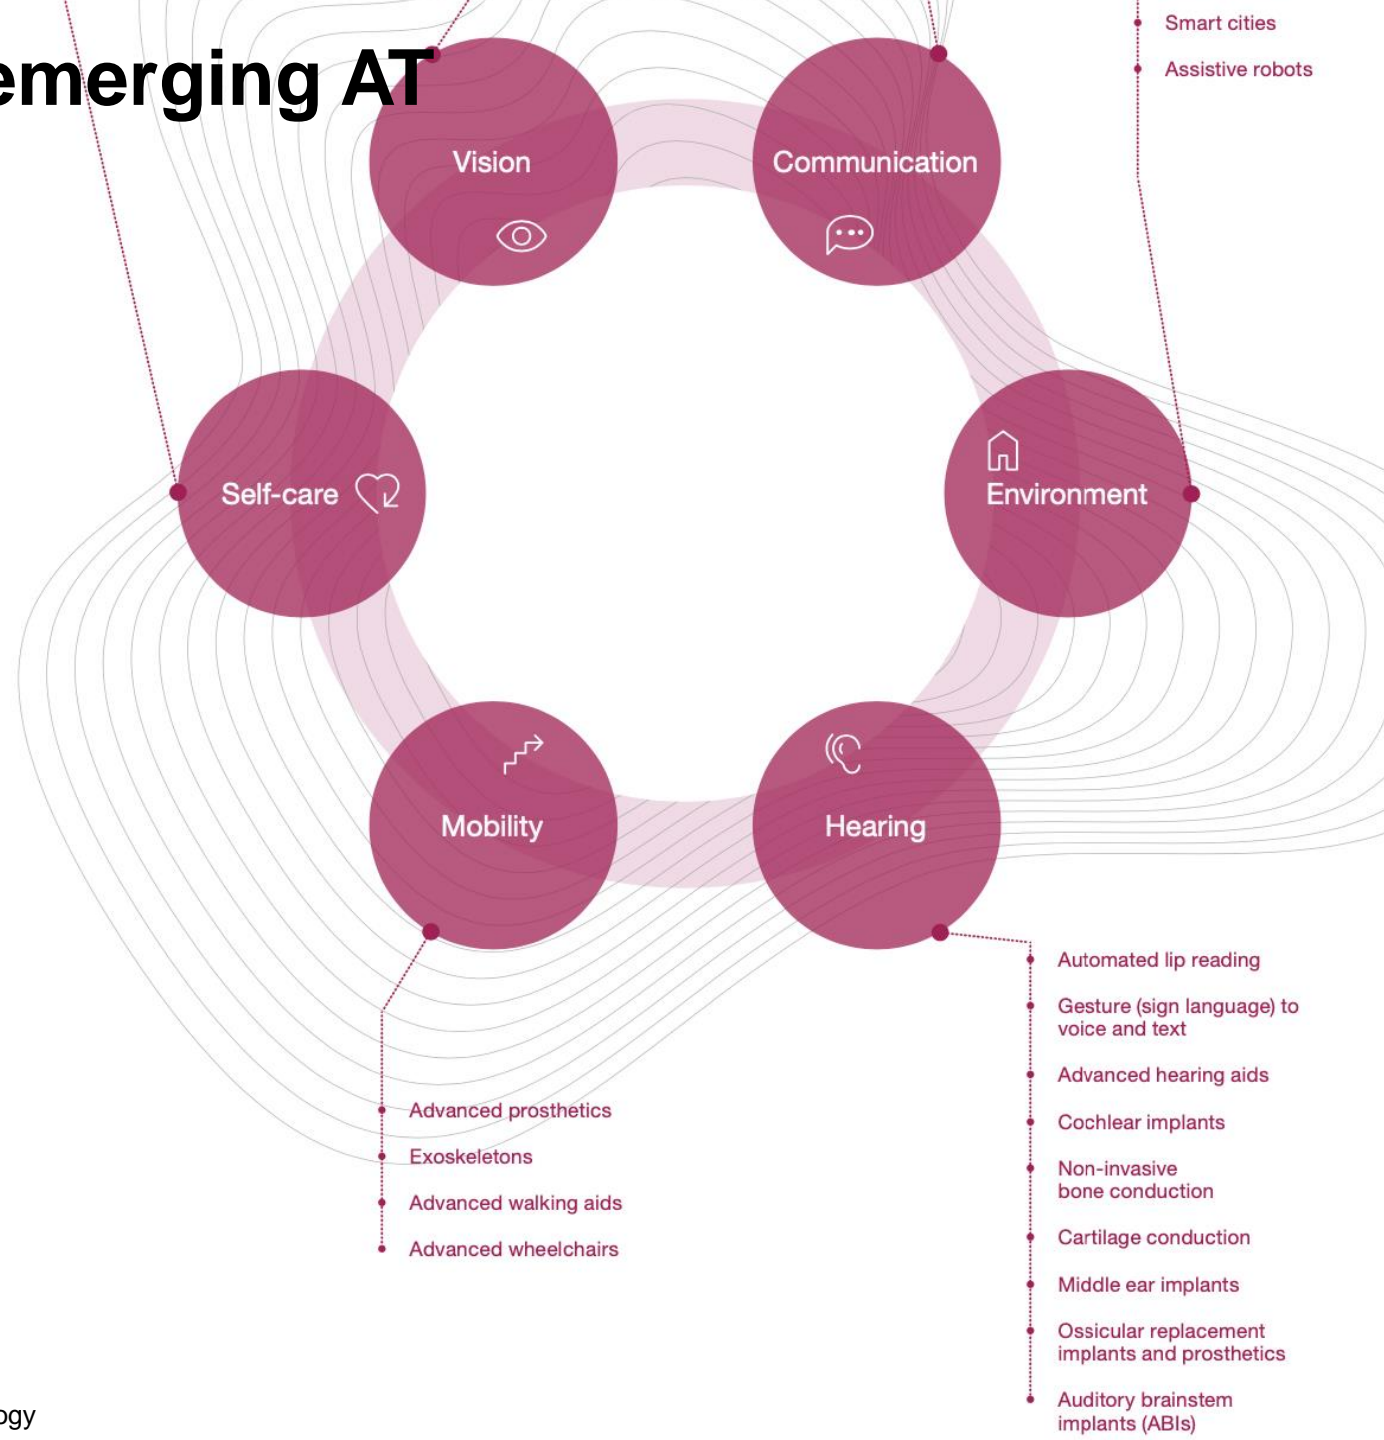 Smart cities
Assistive robots
emerging AT
Vision
Communication
Self-care
Environment
Mobility
Hearing
Advanced prosthetics
Exoskeletons
Advanced walking aids
Advanced wheelchairs
Automated lip reading
Gesture (sign language) to
voice and text
Advanced hearing aids
Cochlear implants
Non-invasive
bone conduction
Cartilage conduction
Middle ear implants
Ossicular replacement
implants and prosthetics
Auditory brainstem
implants (ABIs)
ogy